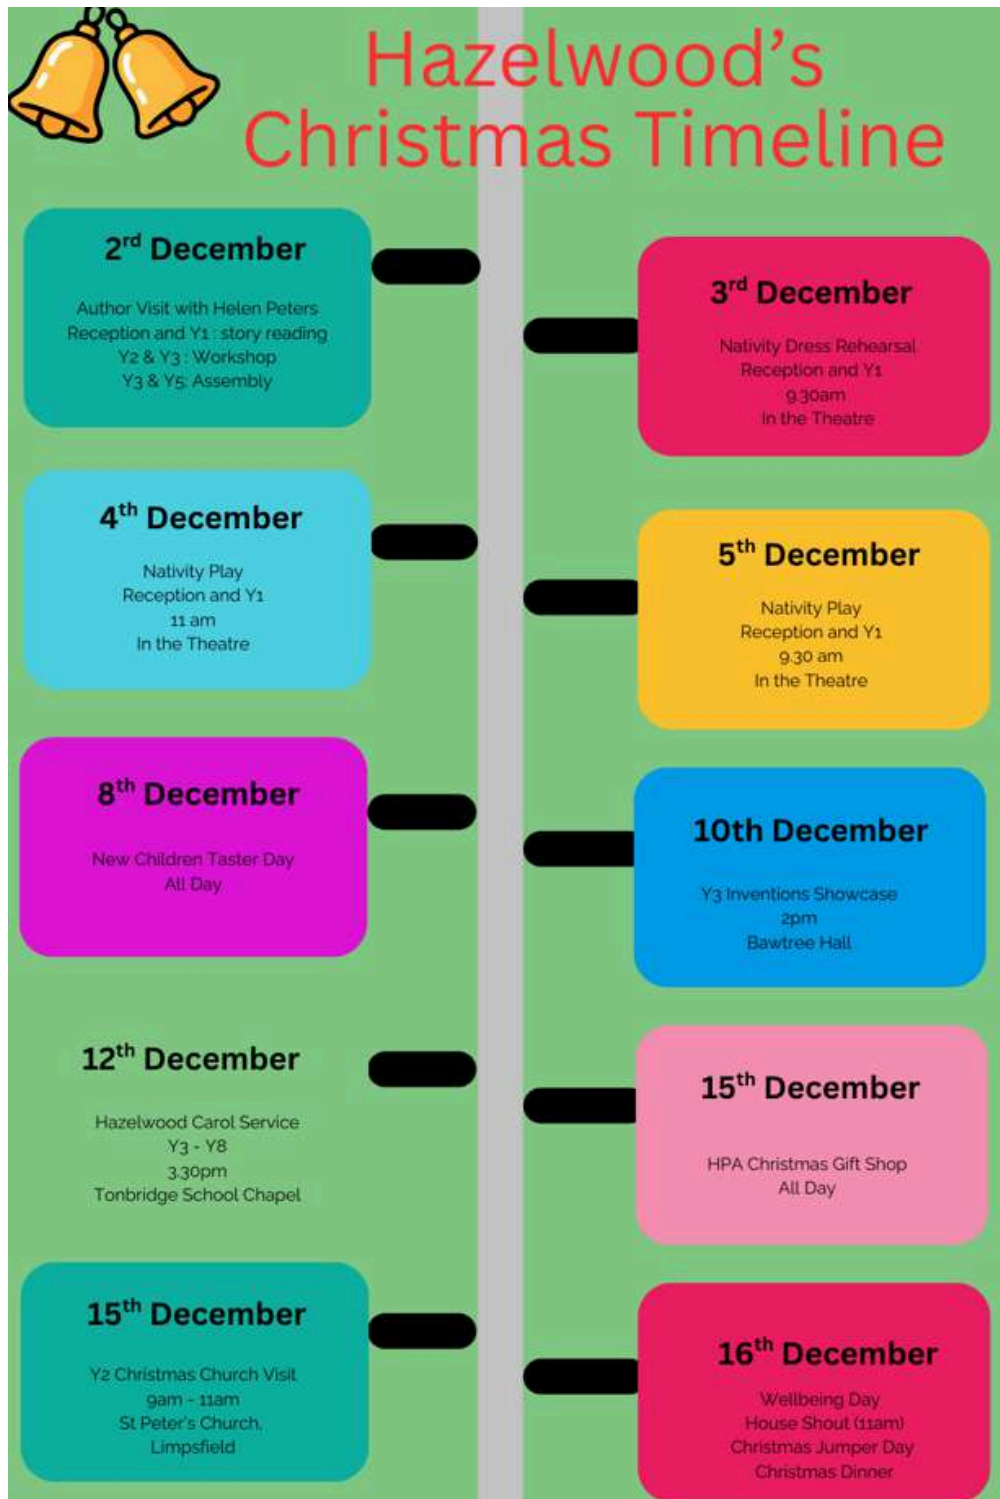 Hazelwood's
Christmas Timeline
2rd December
Author Visit with Helen Peters
Reception and Y1 : story reading
Y2 & Y3 : Workshop
Y3 & Y5: Assembly
3rd December
Nativity Dress Rehearsal
Reception and Y1
9.30am
In the Theatre
4th December
Nativity Play
Reception and Y1
11 am
In the Theatre
5th December
Nativity Play
Reception and Y1
9.30 am
In the Theatre
8th December
New Children Taster Day
All Day
10th December
Y3 Inventions Showcase
2pm
Bawtree Hall
12th December
Hazelwood Carol Service
Y3 - Y8
3.30pm
Tonbridge School Chapel
15th December
HPA Christmas Gift Shop
All Day
15th December
Y2 Christmas Church Visit
9am - 11am
St Peter's Church,
Limpsfield
16th December
Wellbeing Day
House Shout (11am)
Christmas Jumper Day
Christmas Dinner